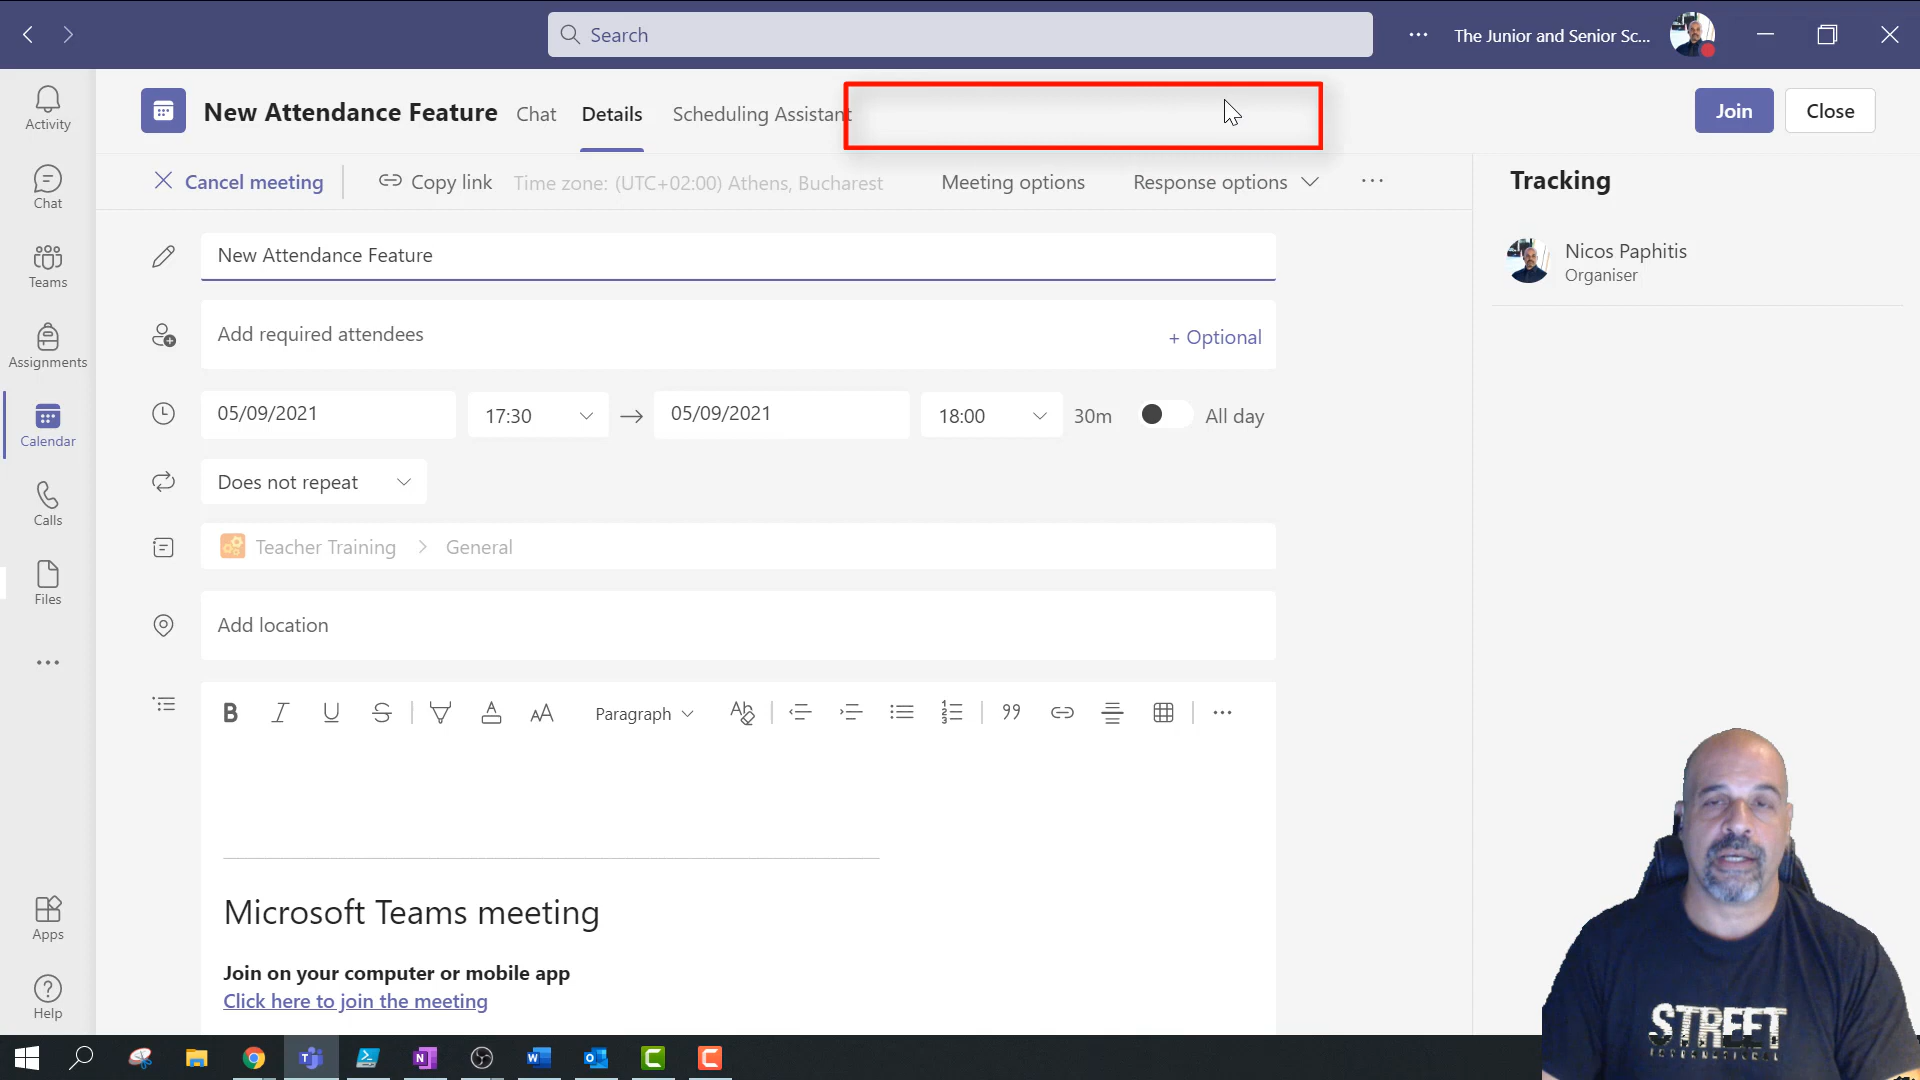 Search
The Junior and Senior Sc...
New Attendance Feature
Chat
Details
Scheduling Assistant
Join
Close
Activity
Chat
Teams
Assignments
Calendar
Calls
Files
Apps
Help
Cancel meeting
Copy link
Time zone: (UTC+02:00) Athens, Bucharest
Meeting options
Response options
Tracking
Nicos Paphitis
Organiser
New Attendance Feature
Add required attendees
+ Optional
05/09/2021
17:30
05/09/2021
18:00
30m
All day
Does not repeat
Teacher Training > General
Add location
Paragraph
Microsoft Teams meeting
Join on your computer or mobile app
Click here to join the meeting
STREET
INTERNATIONAL